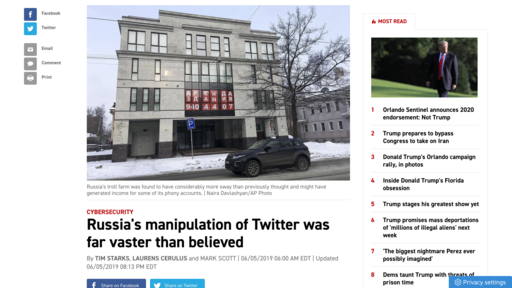 Facebook
Twitter
Email
Comment
Print
P
Russia's troll farm was found to have considerably more sway than previously thought and might have
generated income for some of its phony accounts. | Naira Davlashyan/AP Photo
CYBERSECURITY
Russia's manipulation of Twitter was
far vaster than believed
By TIM STARKS, LAURENS CERULUS and MARK SCOTT | 06/05/2019 06:00 AM EDT | Updated
06/05/2019 08:13 PM EDT
Share on Facebook
Share on Twitter
MOST READ
1 Orlando Sentinel announces 2020
endorsement: Not Trump
2 Trump prepares to bypass
Congress to take on Iran
3 Donald Trump's Orlando campaign
rally, in photos
4 Inside Donald Trump's Florida
obsession
5 Trump stages his greatest show yet
6 Trump promises mass deportations
of 'millions of illegal aliens' next
week
7 'The biggest nightmare Perez ever
possibly imagined'
8 Dems taunt Trump with threats of
prison time
Privacy settings